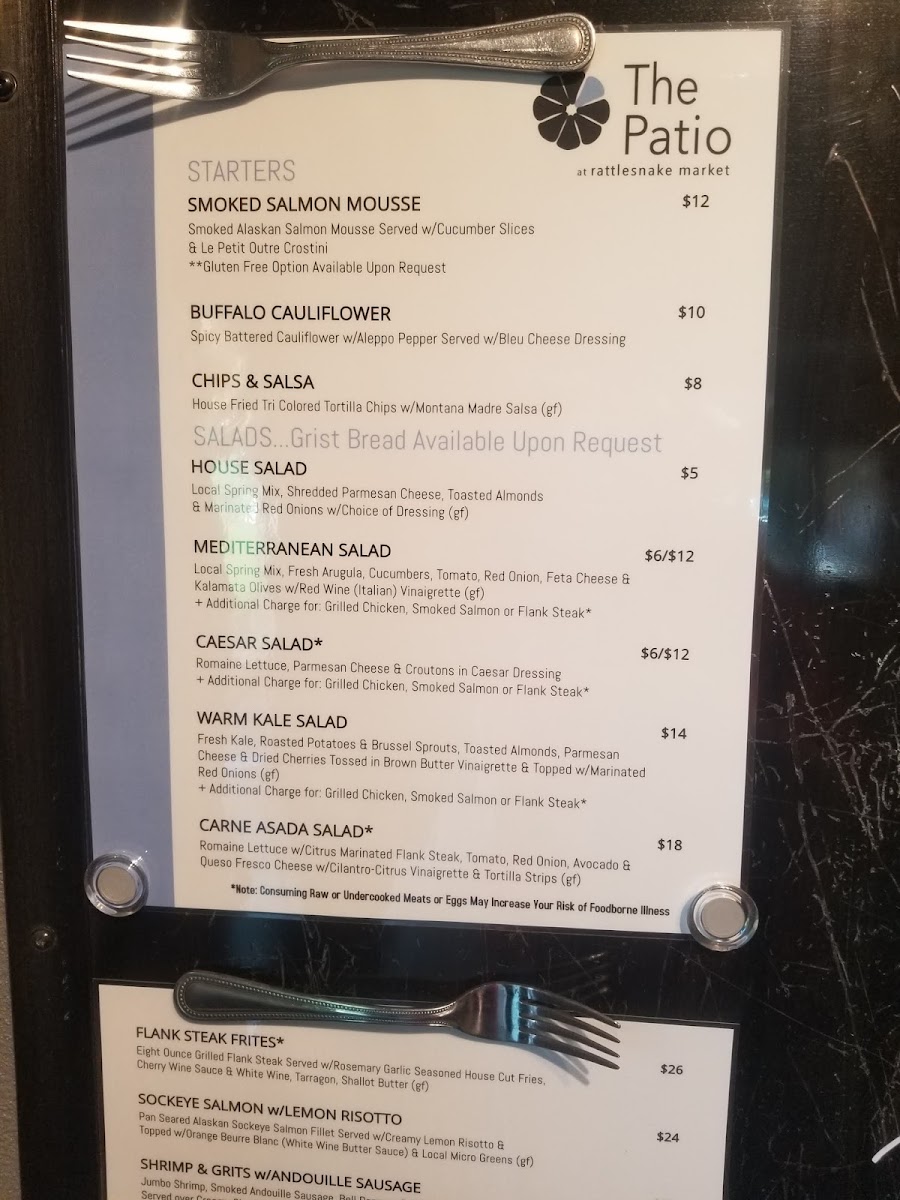 The
Patio
at rattlesnake market
STARTERS
SMOKED SALMON MOUSSE $12
Smoked Alaskan Salmon Mousse Served w/Cucumber Slices
& Le Petit Outre Crostini
**Gluten Free Option Available Upon Request
BUFFALO CAULIFLOWER $10
Spicy Battered Cauliflower w/Aleppo Pepper Served w/Bleu Cheese Dressing
CHIPS & SALSA $8
House Fried Tri Colored Tortilla Chips w/Montana Madre Salsa (gf)
SALADS...Grist Bread Available Upon Request
HOUSE SALAD $5
Local Spring Mix, Shredded Parmesan Cheese, Toasted Almonds
& Marinated Red Onions w/Choice of Dressing (gf)
MEDITERRANEAN SALAD $6/$12
Local Spring Mix, Fresh Arugula, Cucumbers, Tomato, Red Onion, Feta Cheese &
Kalamata Olives w/Red Wine (Italian) Vinaigrette (gf)
+ Additional Charge for: Grilled Chicken, Smoked Salmon or Flank Steak*
CAESAR SALAD* $6/$12
Romaine Lettuce, Parmesan Cheese & Croutons in Caesar Dressing
+ Additional Charge for: Grilled Chicken, Smoked Salmon or Flank Steak*
WARM KALE SALAD $14
Fresh Kale, Roasted Potatoes & Brussel Sprouts, Toasted Almonds, Parmesan
Cheese & Dried Cherries Tossed in Brown Butter Vinaigrette & Topped w/Marinated
Red Onions (gf)
+ Additional Charge for: Grilled Chicken, Smoked Salmon or Flank Steak*
CARNE ASADA SALAD* $18
Romaine Lettuce w/Citrus Marinated Flank Steak, Tomato, Red Onion, Avocado &
Queso Fresco Cheese w/Cilantro-Citrus Vinaigrette & Tortilla Strips (gf)
*Note: Consuming Raw or Undercooked Meats or Eggs May Increase Your Risk of Foodborne Illness
FLANK STEAK FRITES* $26
Eight Ounce Grilled Flank Steak Served w/Rosemary Garlic Seasoned House Cut Fries,
Cherry Wine Sauce & White Wine, Tarragon, Shallot Butter (gf)
SOCKEYE SALMON w/LEMON RISOTTO $24
Pan Seared Alaskan Sockeye Salmon Fillet Served w/Creamy Lemon Risotto &
Topped w/Orange Beurre Blanc (White Wine Butter Sauce) & Local Micro Greens (gf)
SHRIMP & GRITS w/ANDOUILLE SAUSAGE
Jumbo Shrimp, Smoked Andouille Sausage, Bell
Served over